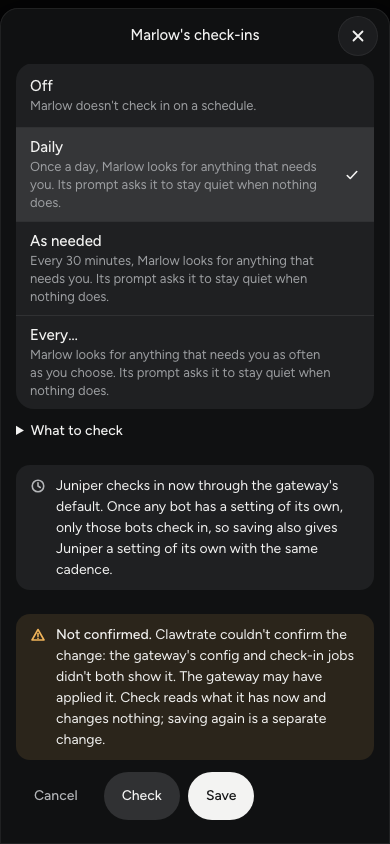 Marlow's check-ins
Off
Marlow doesn't check in on a schedule.
Daily
Once a day, Marlow looks for anything that needs
you. Its prompt asks it to stay quiet when nothing
does.
As needed
Every 30 minutes, Marlow looks for anything that
needs you. Its prompt asks it to stay quiet when
nothing does.
Every...
Marlow looks for anything that needs you as often
as you choose. Its prompt asks it to stay quiet when
nothing does.
What to check
Juniper checks in now through the gateway's
default. Once any bot has a setting of its own,
only those bots check in, so saving also gives
Juniper a setting of its own with the same
cadence.
Not confirmed. Clawtrate couldn't confirm the
change: the gateway's config and check-in jobs
didn't both show it. The gateway may have
applied it. Check reads what it has now and
changes nothing; saving again is a separate
change.
Cancel
Check
Save